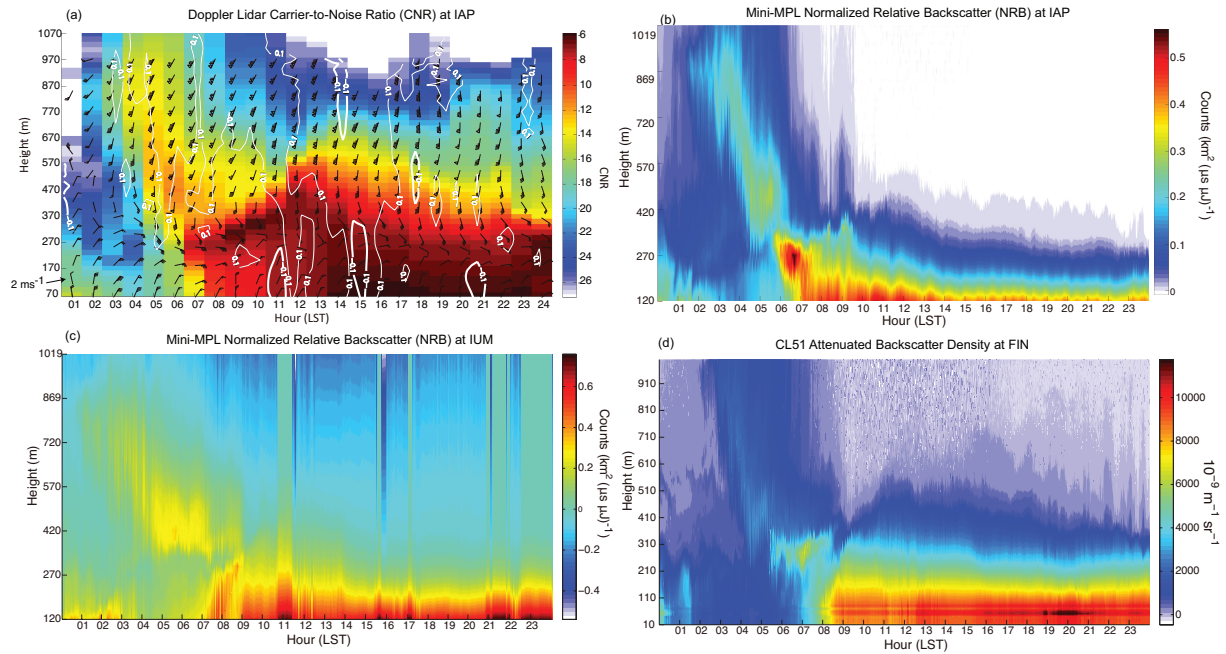 (a)
Doppler Lidar Carrier-to-Noise Ratio (CNR) at IAP
1070
970
870
770
670
570
470
370
270
170
70
Height (m)
2 ms-1
01 02 03 04 05 06 07 08 09 10 11 12 13 14 15 16 17 18 19 20 21 22 23 24
Hour (LST)
6
8
10
12
14
16
18
20
22
24
26
CNR
0.1
(b)
Mini-MPL Normalized Relative Backscatter (NRB) at IAP
1019
869
720
570
420
270
120
Height (m)
01 02 03 04 05 06 07 08 09 10 11 12 13 14 15 16 17 18 19 20 21 22 23
Hour (LST)
0.5
0.4
0.3
0.2
0.1
0
Counts (km² (µs µJ)-1)
(c)
Mini-MPL Normalized Relative Backscatter (NRB) at IUM
1019
869
720
570
420
270
120
Height (m)
01 02 03 04 05 06 07 08 09 10 11 12 13 14 15 16 17 18 19 20 21 22 23
Hour (LST)
0.6
0.4
0.2
0
-0.2
-0.4
Counts (km² (µs µJ)-1)
(d)
CL51 Attenuated Backscatter Density at FIN
910
810
710
610
510
410
310
210
110
10
Height (m)
01 02 03 04 05 06 07 08 09 10 11 12 13 14 15 16 17 18 19 20 21 22 23
Hour (LST)
10000
8000
6000
4000
2000
0
10-9 m-1 sr-1